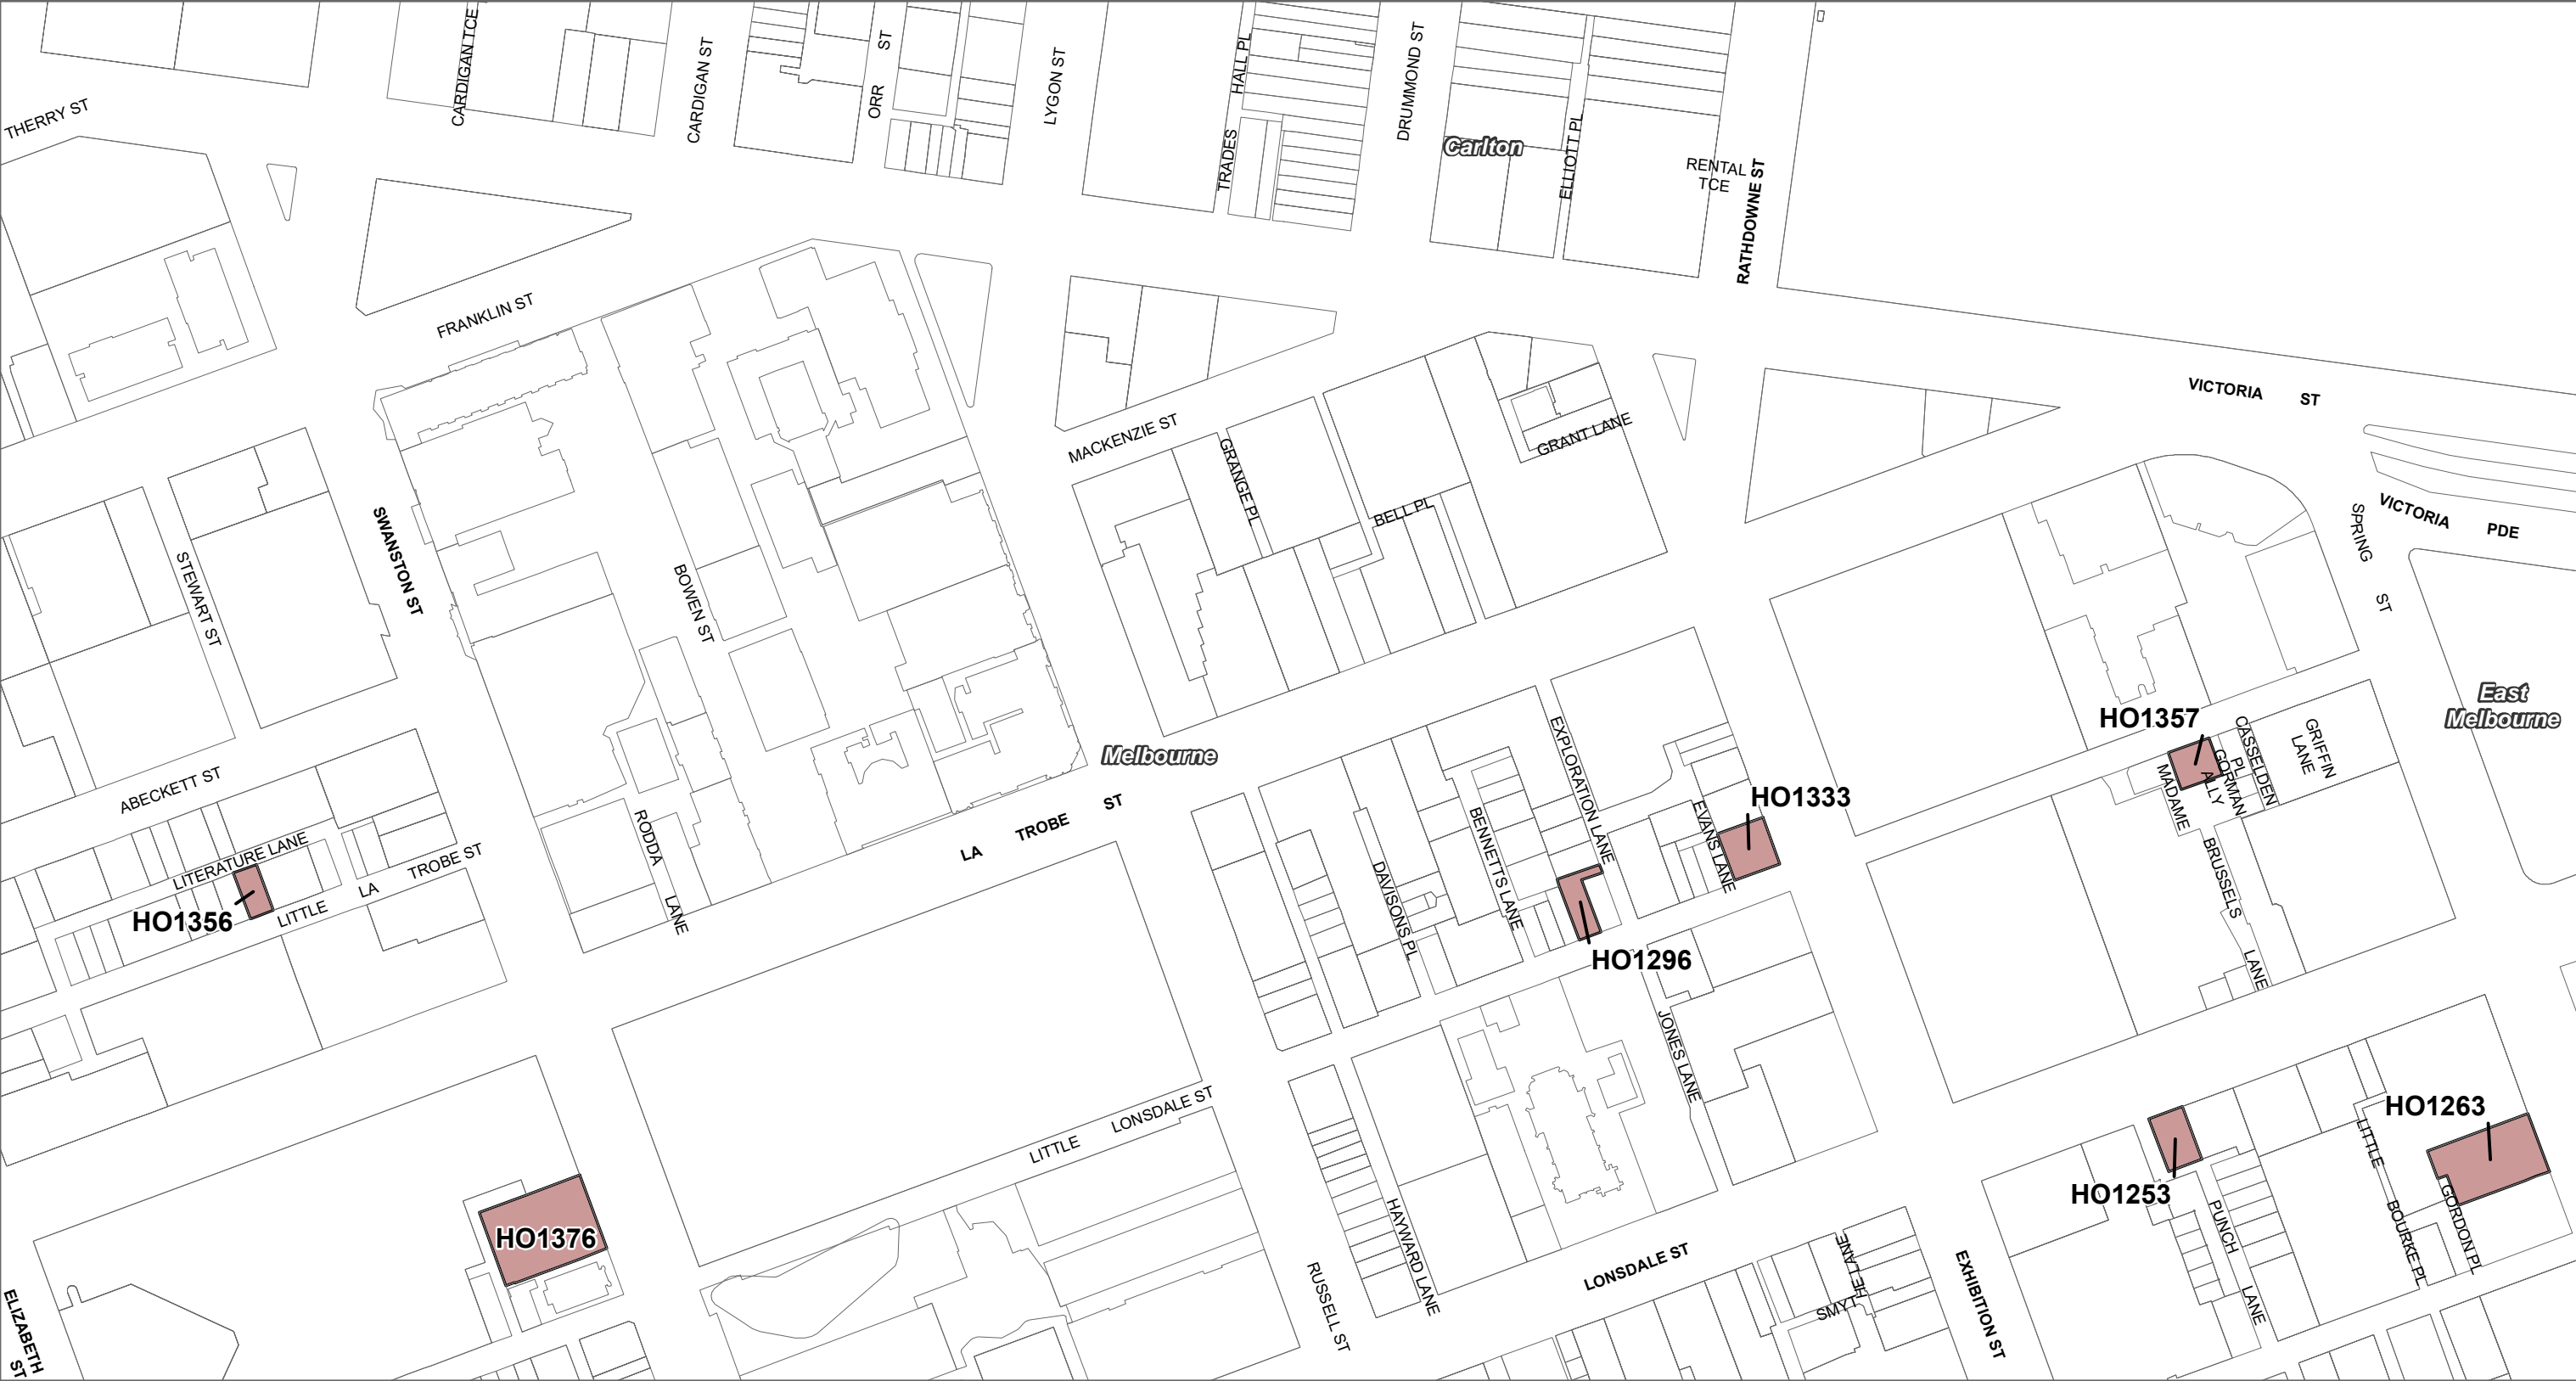 THERRY ST
CARDIGAN TCE
CARDIGAN ST
ORR ST
LYGON ST
HALL PL
TRADES
DRUMMOND ST
Carlton
ELLIOTT PL
RENTAL
TCE
RATHDOWNE ST
FRANKLIN ST
VICTORIA ST
MACKENZIE ST
GRANGE PL
BELL PL
GRANT LANE
VICTORIA PDE
SPRING ST
SWANSTON ST
STEWART ST
BOWEN ST
East
Melbourne
HO1357
CASSELDEN
PL
GRIFFIN
LANE
GORMAN
ALLY
MADAME
BRUSSELS
LANE
Melbourne
EXPLORATION LANE
HO1333
EVANS LANE
ABECKETT ST
LA TROBE ST
RODDA LANE
LITERATURE LANE
LITTLE LA TROBE ST
HO1356
BENNETTS LANE
DAVISONS PL
HO1296
JONES LANE
LITTLE LONSDALE ST
HO1263
HO1253
LITTLE BOURKE PL
GORDON PL
PUNCH LANE
HO1376
HAYWARD LANE
RUSSELL ST
LONSDALE ST
SMYTHE LANE
EXHIBITION ST
ELIZABETH
ST